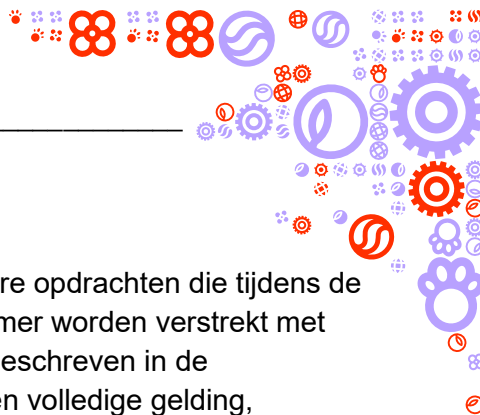 re opdrachten die tijdens de
mer worden verstrekt met
eschreven in de
en volledige gelding,